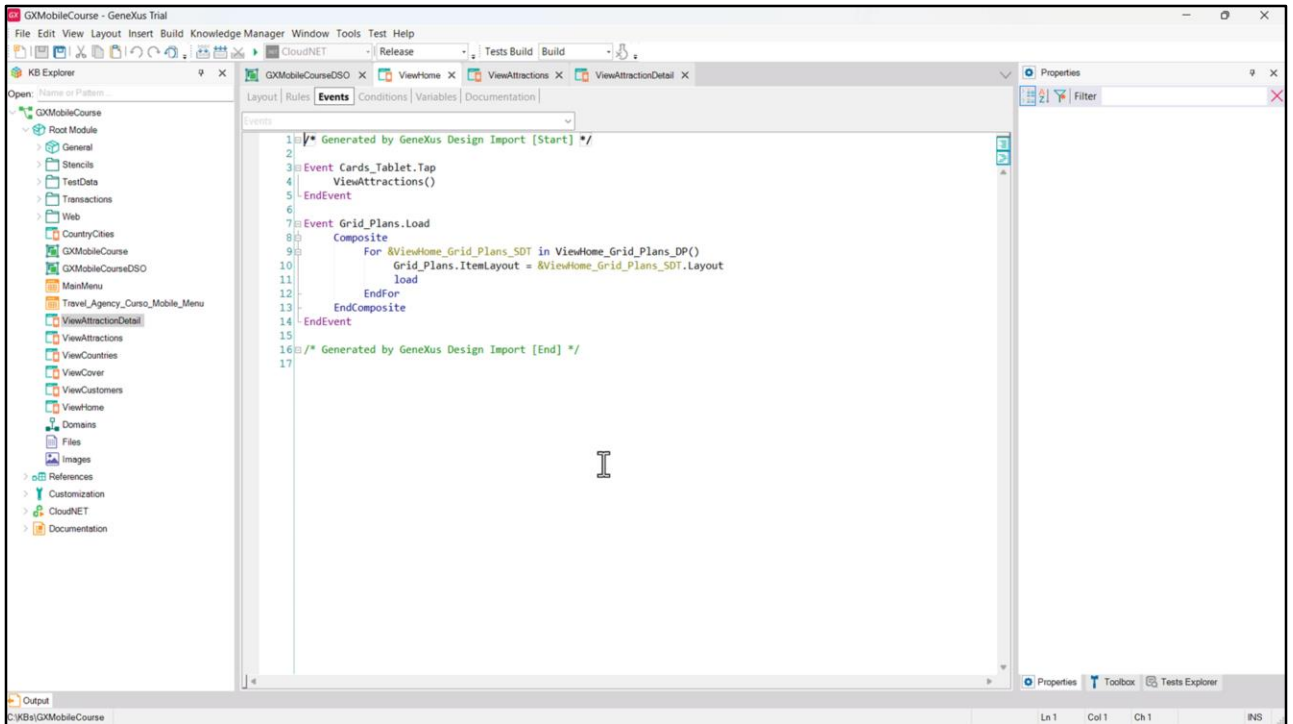 GX GXMobileCourse - GeneXus Trial
File Edit View Layout Insert Build Knowledge Manager Window Tools Test Help
CloudNET Release Tests Build Build
KB Explorer
Open: Name or Pattern...
GXMobileCourse
Root Module
General
Stencils
TestData
Transactions
Web
CountryCities
GXMobileCourse
GXMobileCourseDSO
MainMenu
Travel_Agency_Curso_Mobile_Menu
ViewAttractionDetail
ViewAttractions
ViewCountries
ViewCover
ViewCustomers
ViewHome
Domains
Files
Images
References
Customization
CloudNET
Documentation
GXMobileCourseDSO X ViewHome X ViewAttractions X ViewAttractionDetail X
Layout Rules Events Conditions Variables Documentation
Events
1 /* Generated by GeneXus Design Import [Start] */
2
3 Event Cards_Tablet.Tap
4 ViewAttractions()
5 EndEvent
6
7 Event Grid_Plans.Load
8 Composite
9 For &ViewHome_Grid_Plans_SDT in ViewHome_Grid_Plans_DP()
10 Grid_Plans.ItemLayout = &ViewHome_Grid_Plans_SDT.Layout
11 load
12 EndFor
13 EndComposite
14 EndEvent
15
16 /* Generated by GeneXus Design Import [End] */
17
Properties
Filter
Properties Toolbox Tests Explorer
Output
C:\KBs\GXMobileCourse Ln 1 Col 1 Ch 1 INS